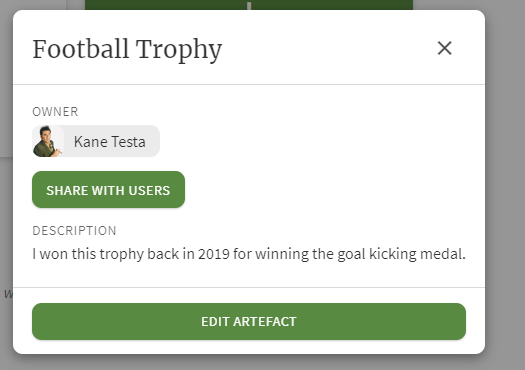 Football Trophy
OWNER
Kane Testa
SHARE WITH USERS
DESCRIPTION
I won this trophy back in 2019 for winning the goal kicking medal.
EDIT ARTEFACT